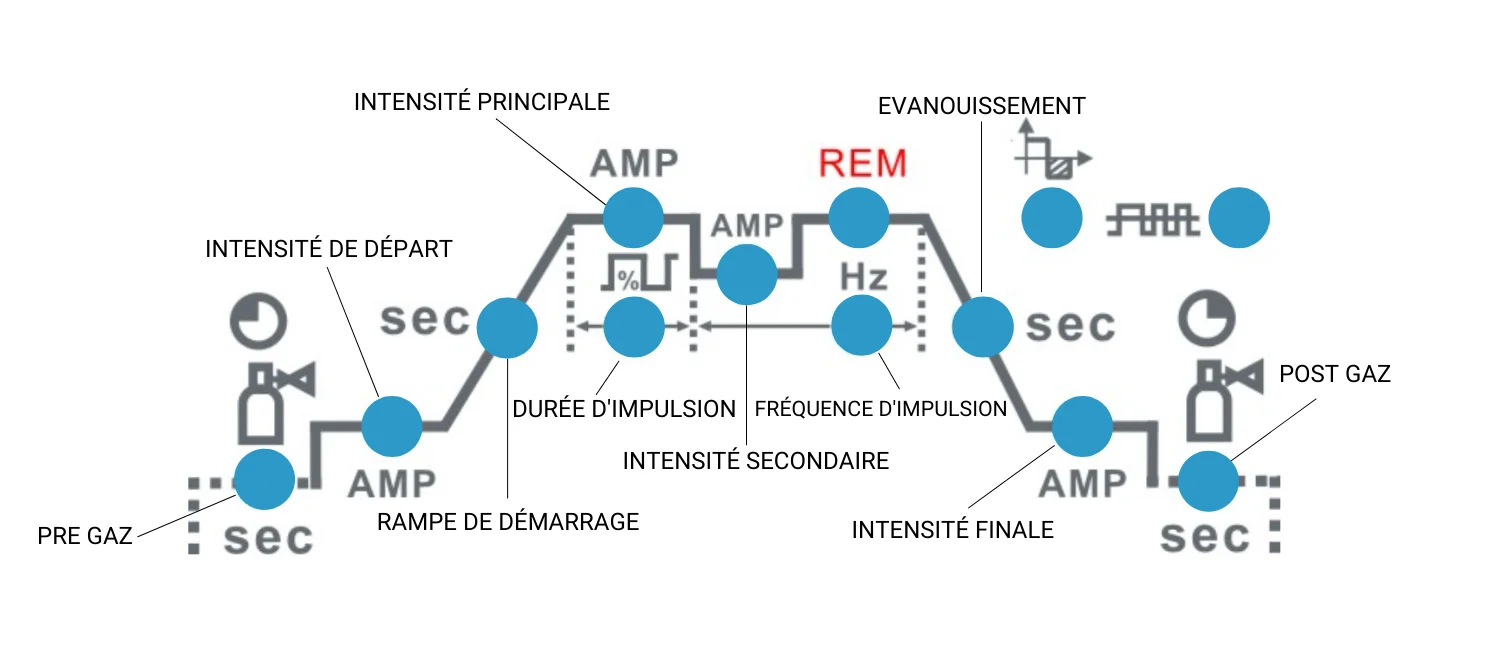 INTENSITÉ PRINCIPALE
EVANOUISSEMENT
AMP
REM
AMP
INTENSITÉ DE DÉPART
%
Hz
sec
sec
POST GAZ
DURÉE D'IMPULSION
FRÉQUENCE D'IMPULSION
INTENSITÉ SECONDAIRE
AMP
AMP
RAMPE DE DÉMARRAGE
INTENSITÉ FINALE
PRE GAZ
sec
sec